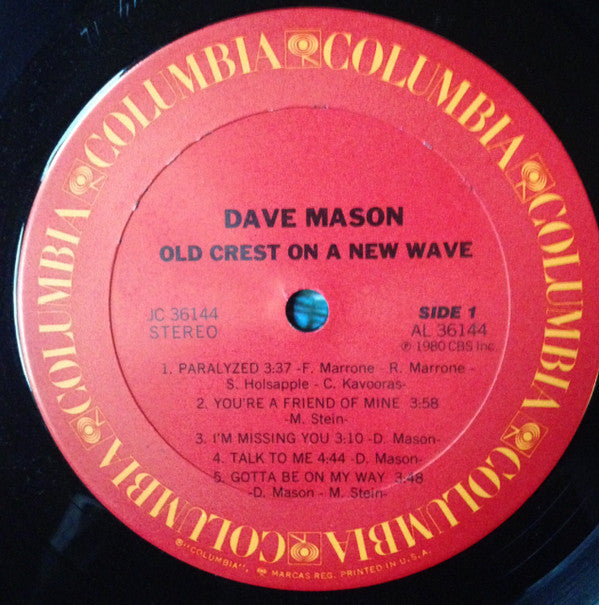 COLUMBIA COLUMBIA COLUMBIA COLUMBIA COLUMBIA COLUMBIA COLUMBIA COLUMBIA
DAVE MASON
OLD CREST ON A NEW WAVE
JC 36144
STEREO
SIDE 1
AL 36144
℗ 1980 CBS Inc.
1. PARALYZED 3:37 -F. Marrone - R. Marrone -
S. Holsapple - C. Kavooras-
2. YOU'RE A FRIEND OF MINE 3:58
-M. Stein-
3. I'M MISSING YOU 3:10 -D. Mason-
4. TALK TO ME 4:44 -D. Mason-
5. GOTTA BE ON MY WAY 3:48
-D. Mason - M. Stein-
®"COLUMBIA", MARCAS REG. PRINTED IN U.S.A.